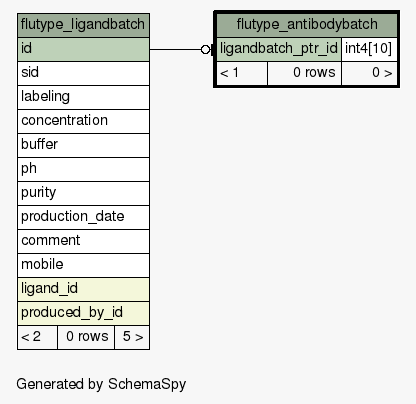 flutype_ligandbatch
id
sid
labeling
concentration
buffer
ph
purity
production_date
comment
mobile
ligand_id
produced_by_id
< 2 0 rows 5 >
flutype_antibodybatch
ligandbatch_ptr_id int4[10]
< 1 0 rows 0 >
Generated by SchemaSpy